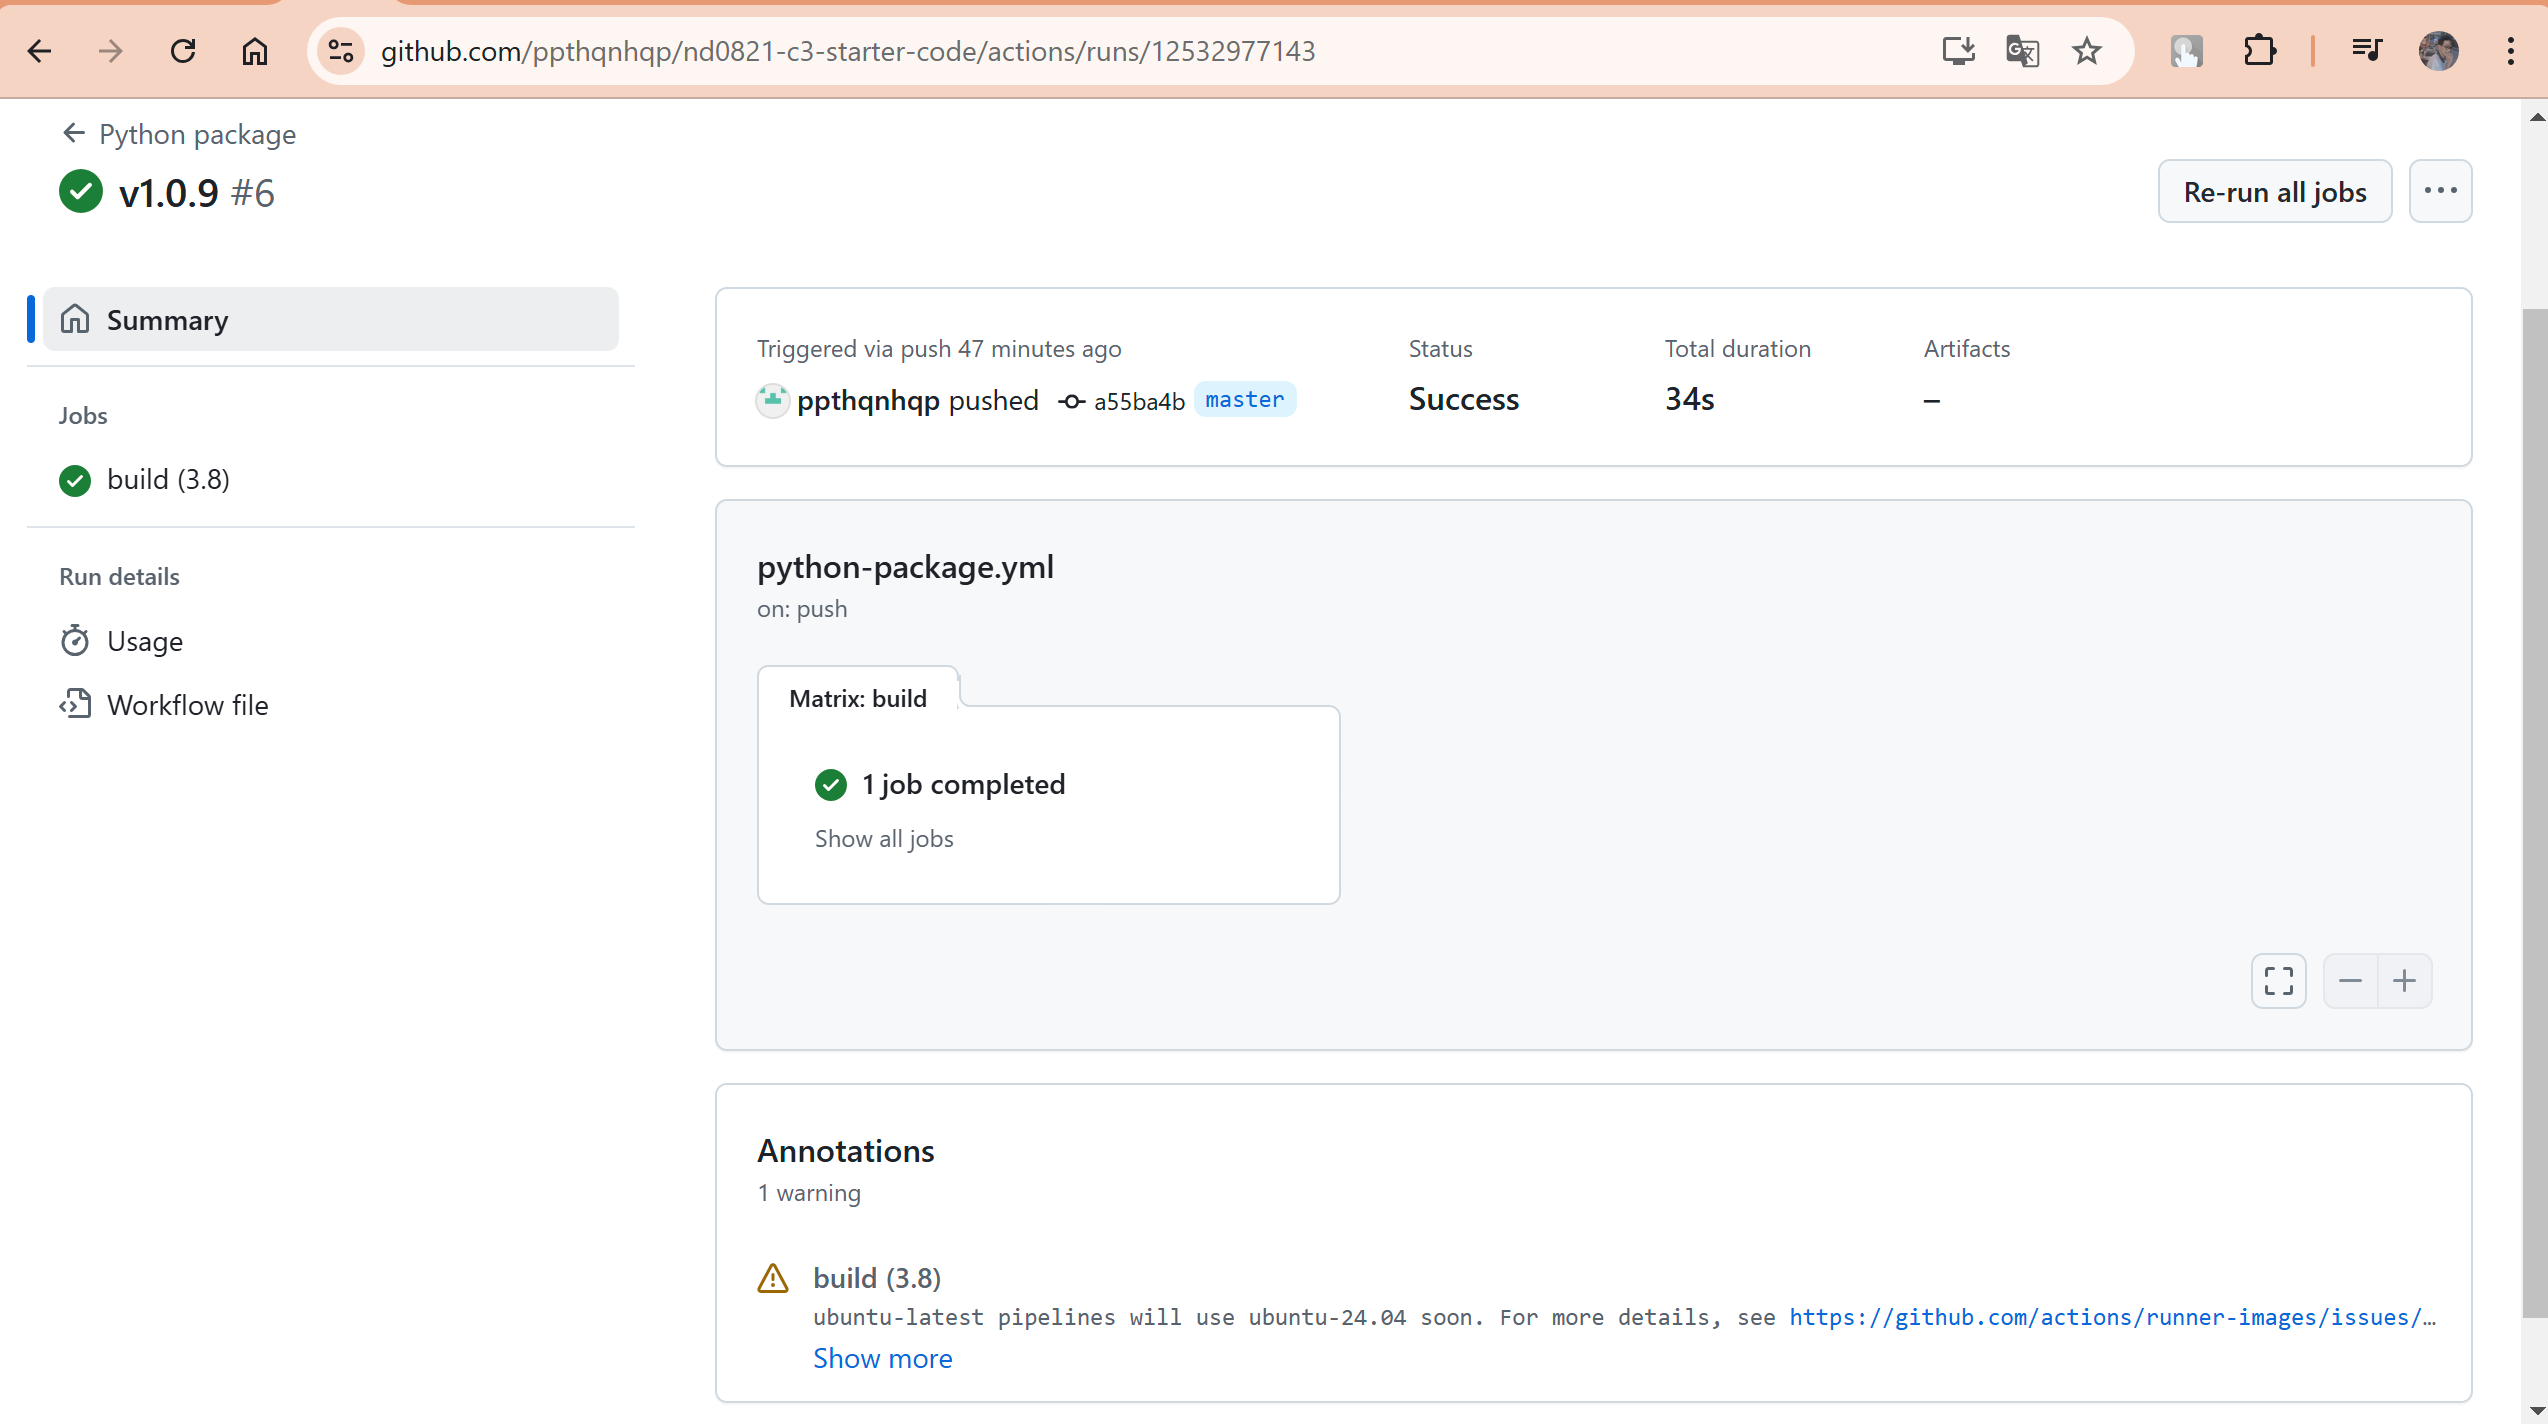 github.com/ppthqnhqp/nd0821-c3-starter-code/actions/runs/12532977143
Python package
v1.0.9 #6
Re-run all jobs
Summary
Jobs
build (3.8)
Run details
Usage
Workflow file
Triggered via push 47 minutes ago
ppthqnhqp pushed a55ba4b master
Status
Success
Total duration
34s
Artifacts
–
python-package.yml
on: push
Matrix: build
1 job completed
Show all jobs
Annotations
1 warning
build (3.8)
ubuntu-latest pipelines will use ubuntu-24.04 soon. For more details, see https://github.com/actions/runner-images/issues/…
Show more